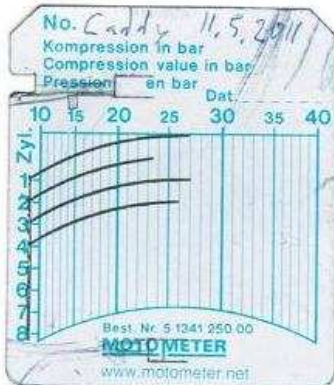 No. Caddy 11.5.2011
Kompression in bar
Compression value in bar
Pression en bar
Dat.
10 15 20 25 30 35 40
Zyl.
1
2
3
4
5
6
7
8
Best. Nr. 5 1341 250 00
MOTOMETER
www.motometer.net